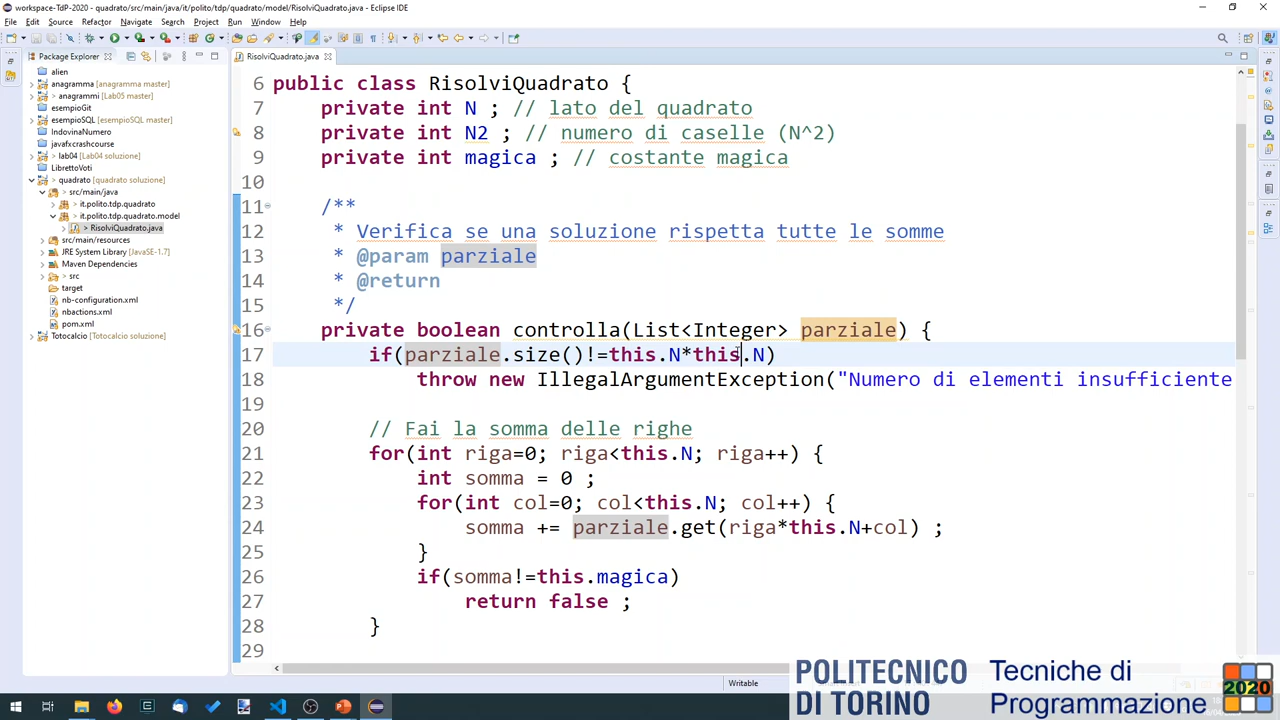 workspace-TdP-2020 - quadrato/src/main/java/it/polito/tdp/quadrato/model/RisolviQuadrato.java - Eclipse IDE
File Edit Source Refactor Navigate Search Project Run Window Help
Package Explorer
RisolviQuadrato.java
alien
anagramma [anagramma master]
> anagrammi [Lab05 master]
esempioGit
esempioSQL [esempioSQL master]
IndovinaNumero
javafxcrashcourse
> lab04 [Lab04 soluzione]
LibrettoVoti
> quadrato [quadrato soluzione]
> src/main/java
> it.polito.tdp.quadrato
> it.polito.tdp.quadrato.model
> RisolviQuadrato.java
src/main/resources
JRE System Library [JavaSE-1.7]
Maven Dependencies
> src
target
nb-configuration.xml
nbactions.xml
pom.xml
Totocalcio [quadrato soluzione]
6 public class RisolviQuadrato {
7 private int N ; // lato del quadrato
8 private int N2 ; // numero di caselle (N^2)
9 private int magica ; // costante magica
10
11 /**
12 * Verifica se una soluzione rispetta tutte le somme
13 * @param parziale
14 * @return
15 */
16 private boolean controlla(List<Integer> parziale) {
17 if(parziale.size()!=this.N*this.N)
18 throw new IllegalArgumentException("Numero di elementi insufficiente
19
20 // Fai la somma delle righe
21 for(int riga=0; riga<this.N; riga++) {
22 int somma = 0 ;
23 for(int col=0; col<this.N; col++) {
24 somma += parziale.get(riga*this.N+col) ;
25 }
26 if(somma!=this.magica)
27 return false ;
28 }
29
Writable
POLITECNICO
DI TORINO
Tecniche di
Programmazione
2020